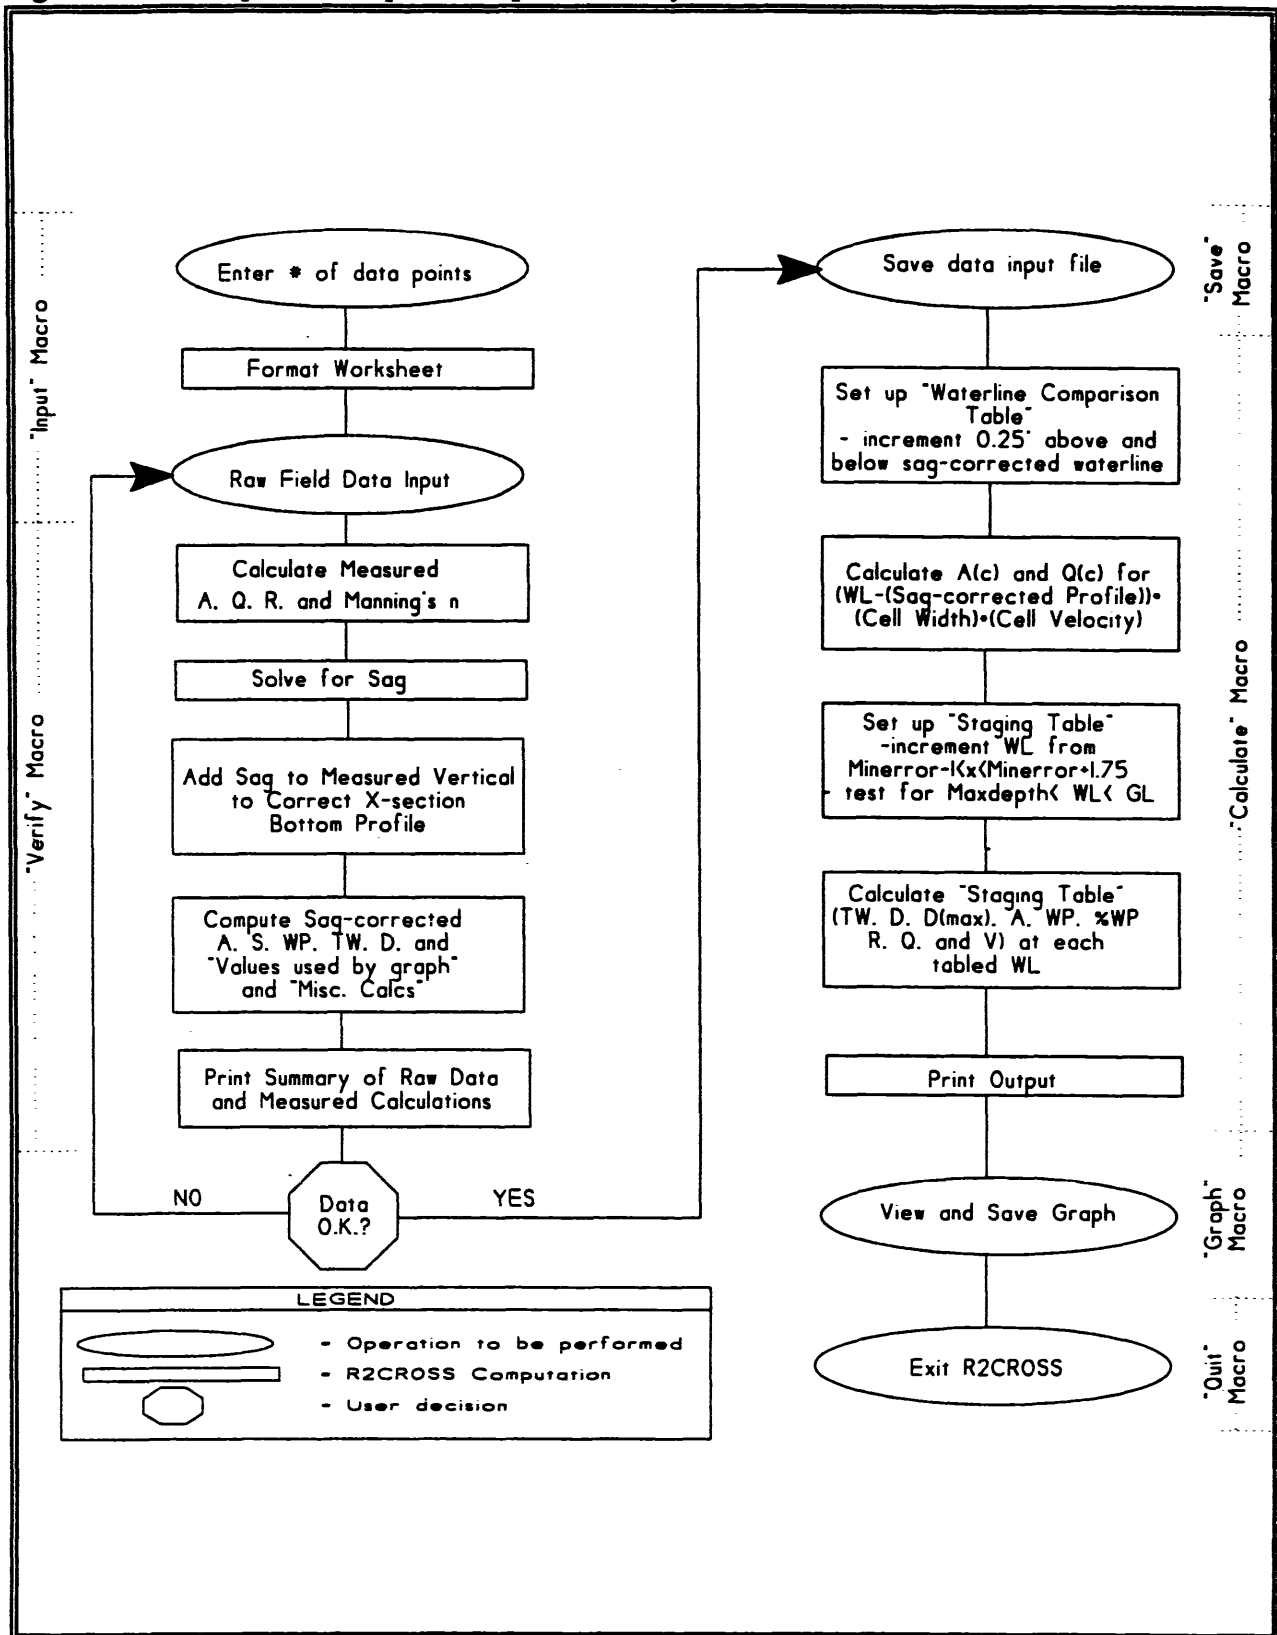 "Input" Macro
Enter # of data points
Format Worksheet
Raw Field Data Input
"Verify" Macro
Calculate Measured
A. Q. R. and Manning's n
Solve for Sag
Add Sag to Measured Vertical
to Correct X-section
Bottom Profile
Compute Sag-corrected
A. S. WP. TW. D. and
"Values used by graph"
and "Misc. Calcs"
Print Summary of Raw Data
and Measured Calculations
Data
O.K.?
NO
YES
"Save"
Macro
Save data input file
"Calculate" Macro
Set up "Waterline Comparison
Table"
- increment 0.25' above and
below sag-corrected waterline
Calculate A(c) and Q(c) for
(WL-(Sag-corrected Profile))*
(Cell Width)*(Cell Velocity)
Set up "Staging Table"
-increment WL from
Minerror-1<x<Minerror+1.75
- test for Maxdepth< WL< GL
Calculate "Staging Table"
(TW. D. D(max). A. WP. %WP
R. Q. and V) at each
tabled WL
Print Output
"Graph"
Macro
View and Save Graph
"Quit"
Macro
Exit R2CROSS
LEGEND
- Operation to be performed
- R2CROSS Computation
- User decision